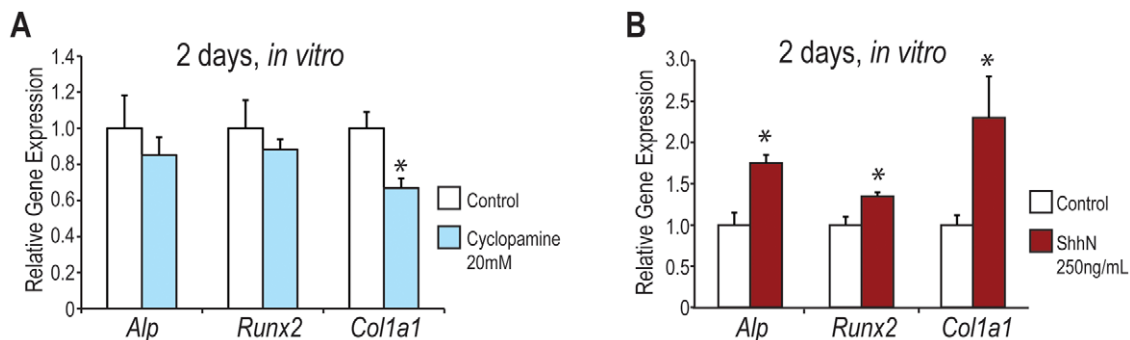 A
2 days, in vitro
Relative Gene Expression
1.4
1.2
1.0
0.8
0.6
0.4
0.2
0
*
Alp
Runx2
Col1a1
Control
Cyclopamine
20mM
B
2 days, in vitro
Relative Gene Expression
3.0
2.5
2.0
1.5
1.0
0.5
0
*
*
*
Alp
Runx2
Col1a1
Control
ShhN
250ng/mL